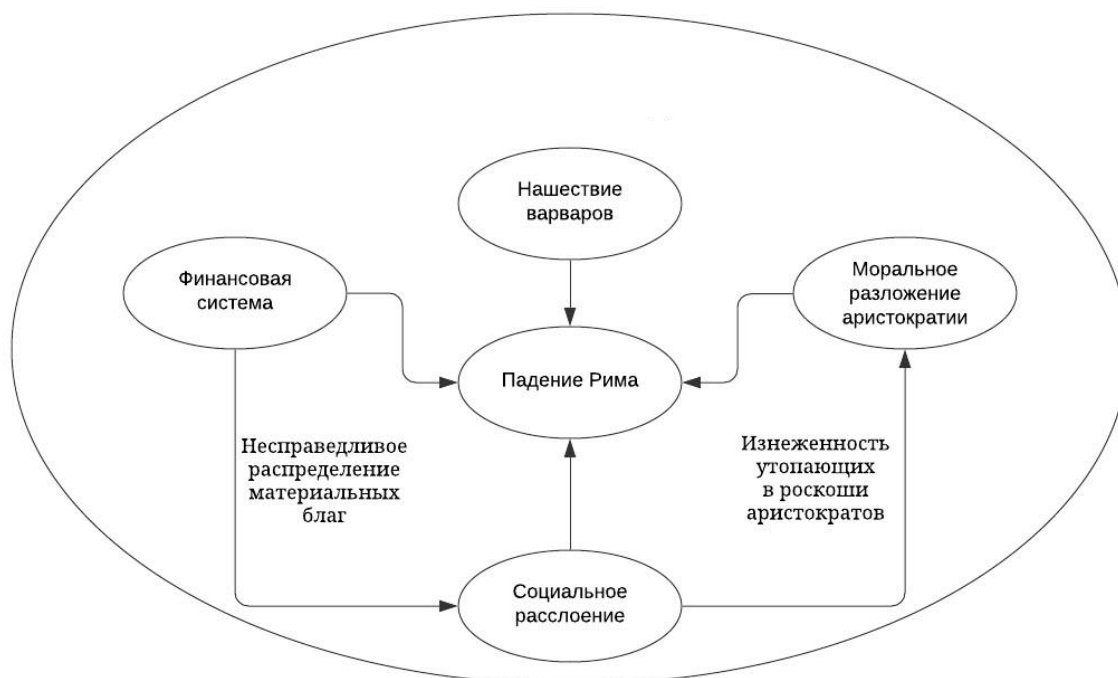 Нашествие
варваров
Финансовая
система
Моральное
разложение
аристократии
Падение Рима
Несправедливое
распределение
материальных
благ
Изнеженность
утопающих
в роскоши
аристократов
Социальное
расслоение